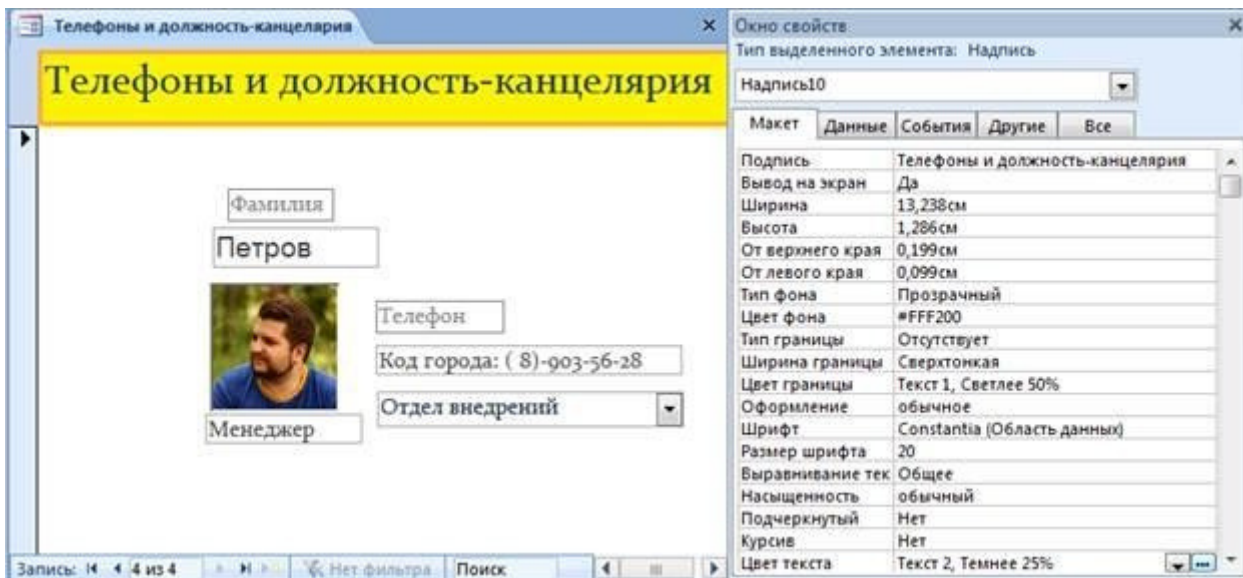 Телефоны и должность-канцелярия
Телефоны и должность-канцелярия
Фамилия
Петров
Телефон
Код города: ( 8)-903-56-28
Отдел внедрений
Менеджер
Запись: 4 из 4 Нет фильтра Поиск
Окно свойств
Тип выделенного элемента: Надпись
Надпись10
Макет Данные События Другие Все
Подпись Телефоны и должность-канцелярия
Вывод на экран Да
Ширина 13,238см
Высота 1,286см
От верхнего края 0,199см
От левого края 0,099см
Тип фона Прозрачный
Цвет фона #FFF200
Тип границы Отсутствует
Ширина границы Сверхтонкая
Цвет границы Текст 1, Светлее 50%
Оформление обычное
Шрифт Constantia (Область данных)
Размер шрифта 20
Выравнивание тек Общее
Насыщенность обычный
Подчеркнутый Нет
Курсив Нет
Цвет текста Текст 2, Темнее 25%